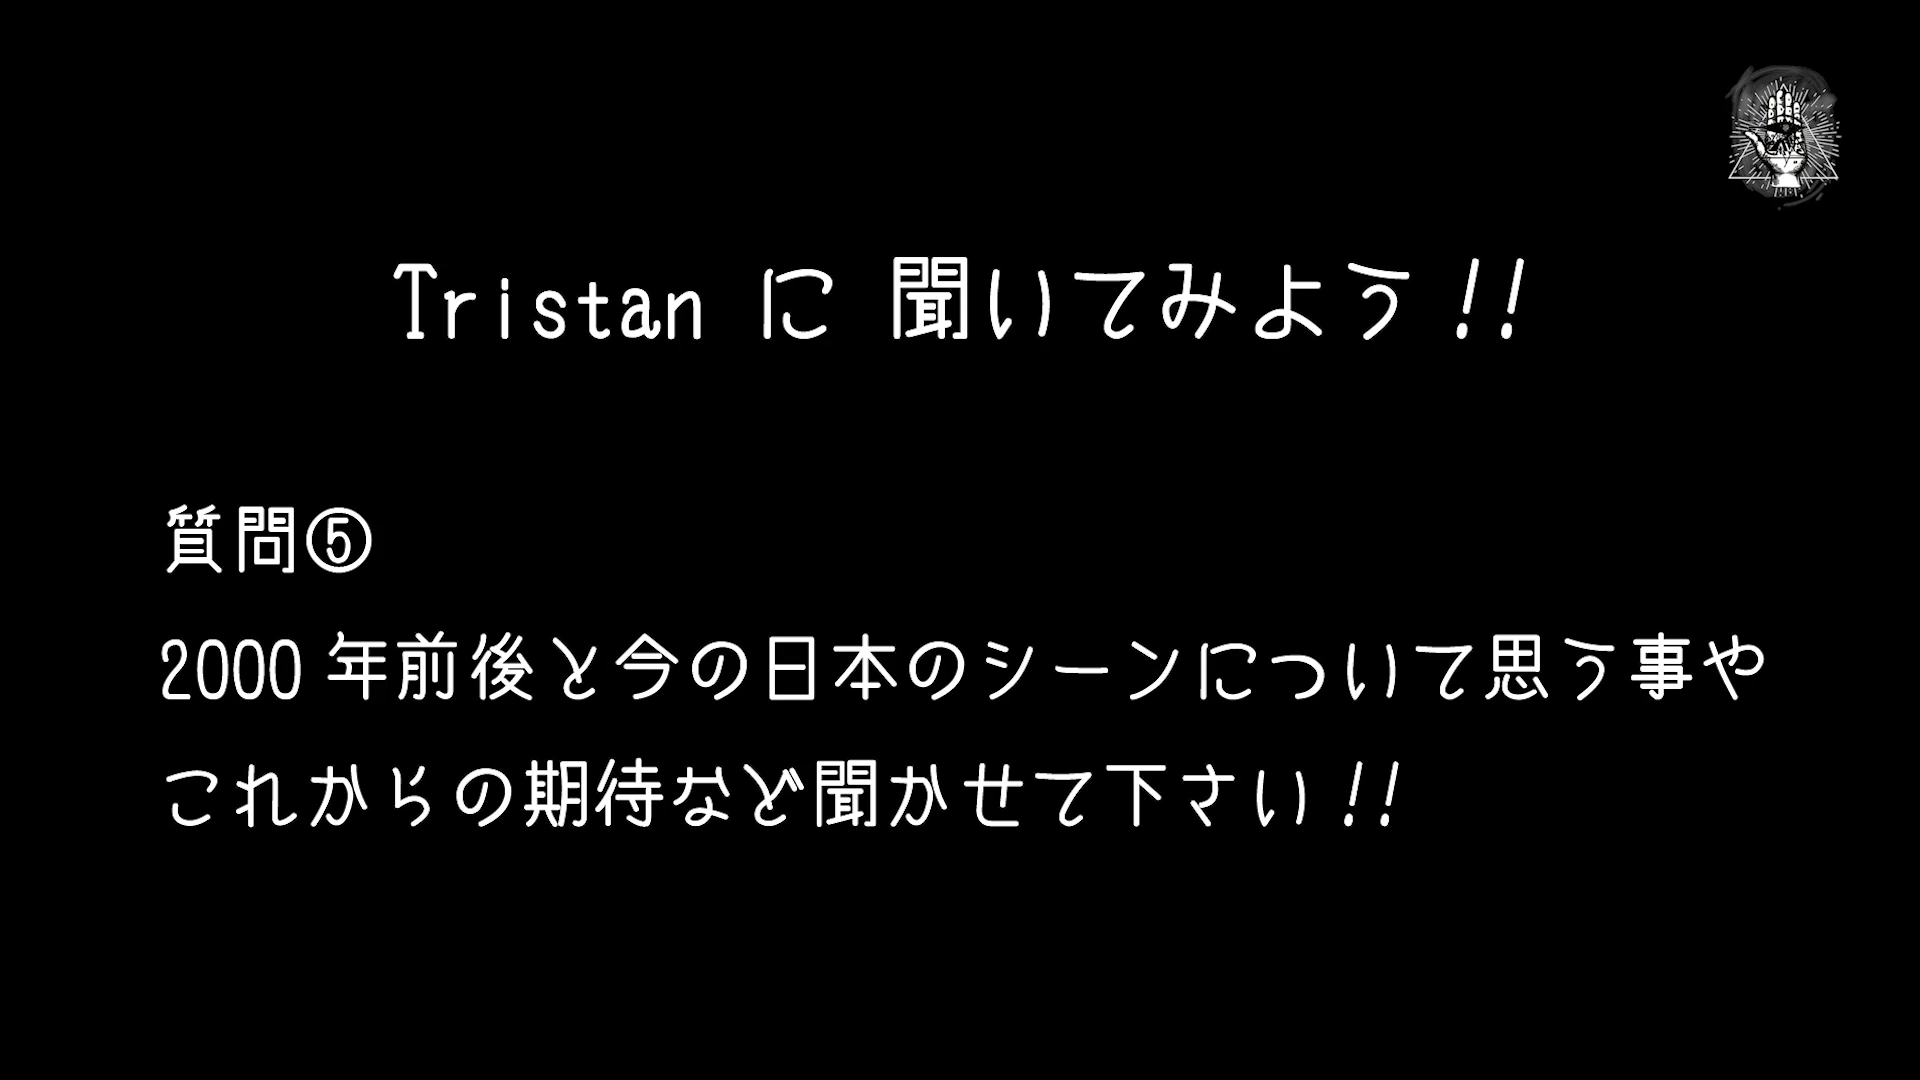 Tristan に 聞いてみよう!!
質問⑤
2000年前後と今の日本のシーンについて思う事や
これからの期待など聞かせて下さい!!